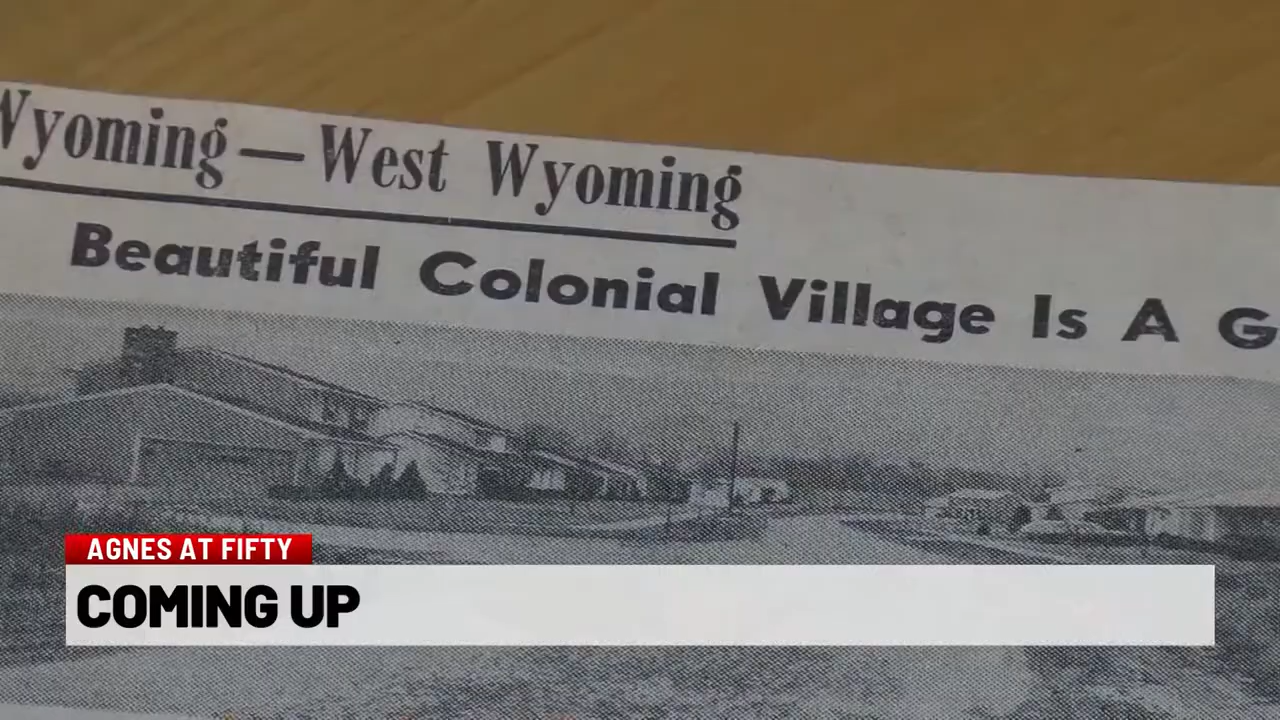 Wyoming—West Wyoming
Beautiful Colonial Village Is A G
AGNES AT FIFTY
COMING UP